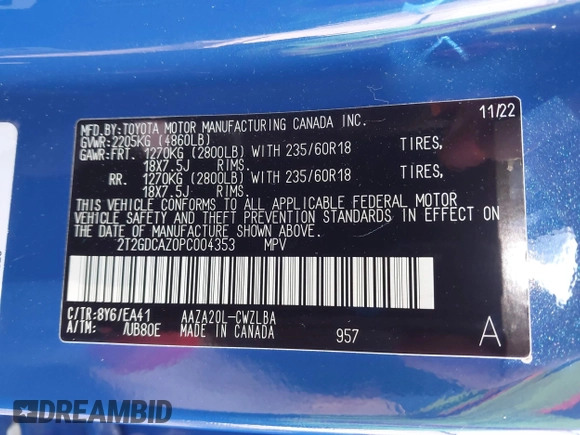 11/22
MFD.BY:TOYOTA MOTOR MANUFACTURING CANADA INC.
GVWR:2205KG (4860LB)
GAWR:FRT. 1270KG (2800LB) WITH 235/60R18 TIRES,
18X7.5J RIMS.
RR. 1270KG (2800LB) WITH 235/60R18 TIRES,
18X7.5J RIMS.
THIS VEHICLE CONFORMS TO ALL APPLICABLE FEDERAL MOTOR
VEHICLE SAFETY AND THEFT PREVENTION STANDARDS IN EFFECT ON
THE DATE OF MANUFACTURE SHOWN ABOVE.
2T2GDCAZ0PC004353 MPV
C/TR:8Y6/EA41 AAZA20L-CWZLBA
A/TM: /UB80E MADE IN CANADA 957 A
DREAMBID